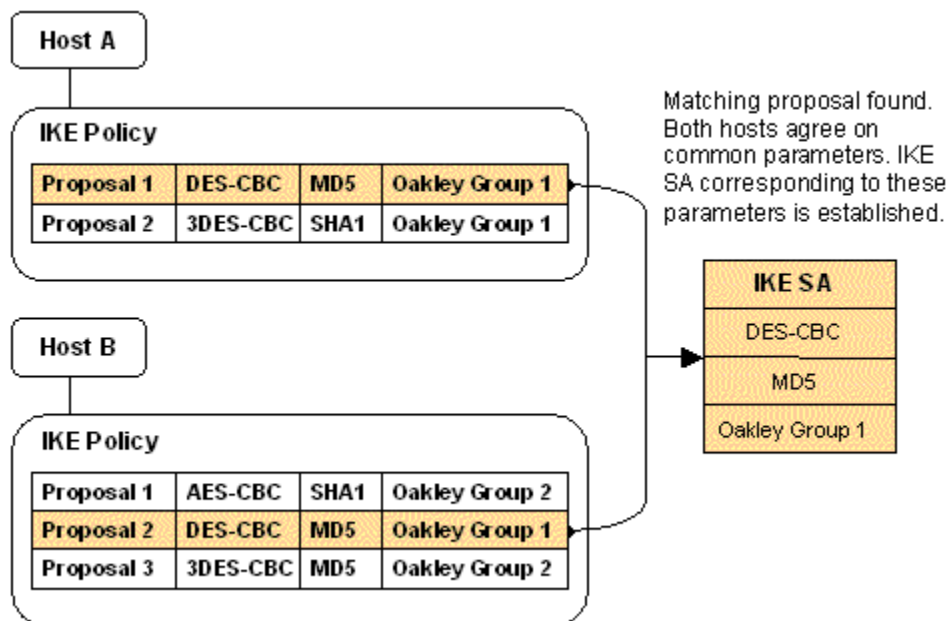 Host A
IKE Policy
Proposal 1 DES-CBC MD5 Oakley Group 1
Proposal 2 3DES-CBC SHA1 Oakley Group 1
Matching proposal found.
Both hosts agree on
common parameters. IKE
SA corresponding to these
parameters is established.
IKE SA
DES-CBC
MD5
Oakley Group 1
Host B
IKE Policy
Proposal 1 AES-CBC SHA1 Oakley Group 2
Proposal 2 DES-CBC MD5 Oakley Group 1
Proposal 3 3DES-CBC MD5 Oakley Group 2